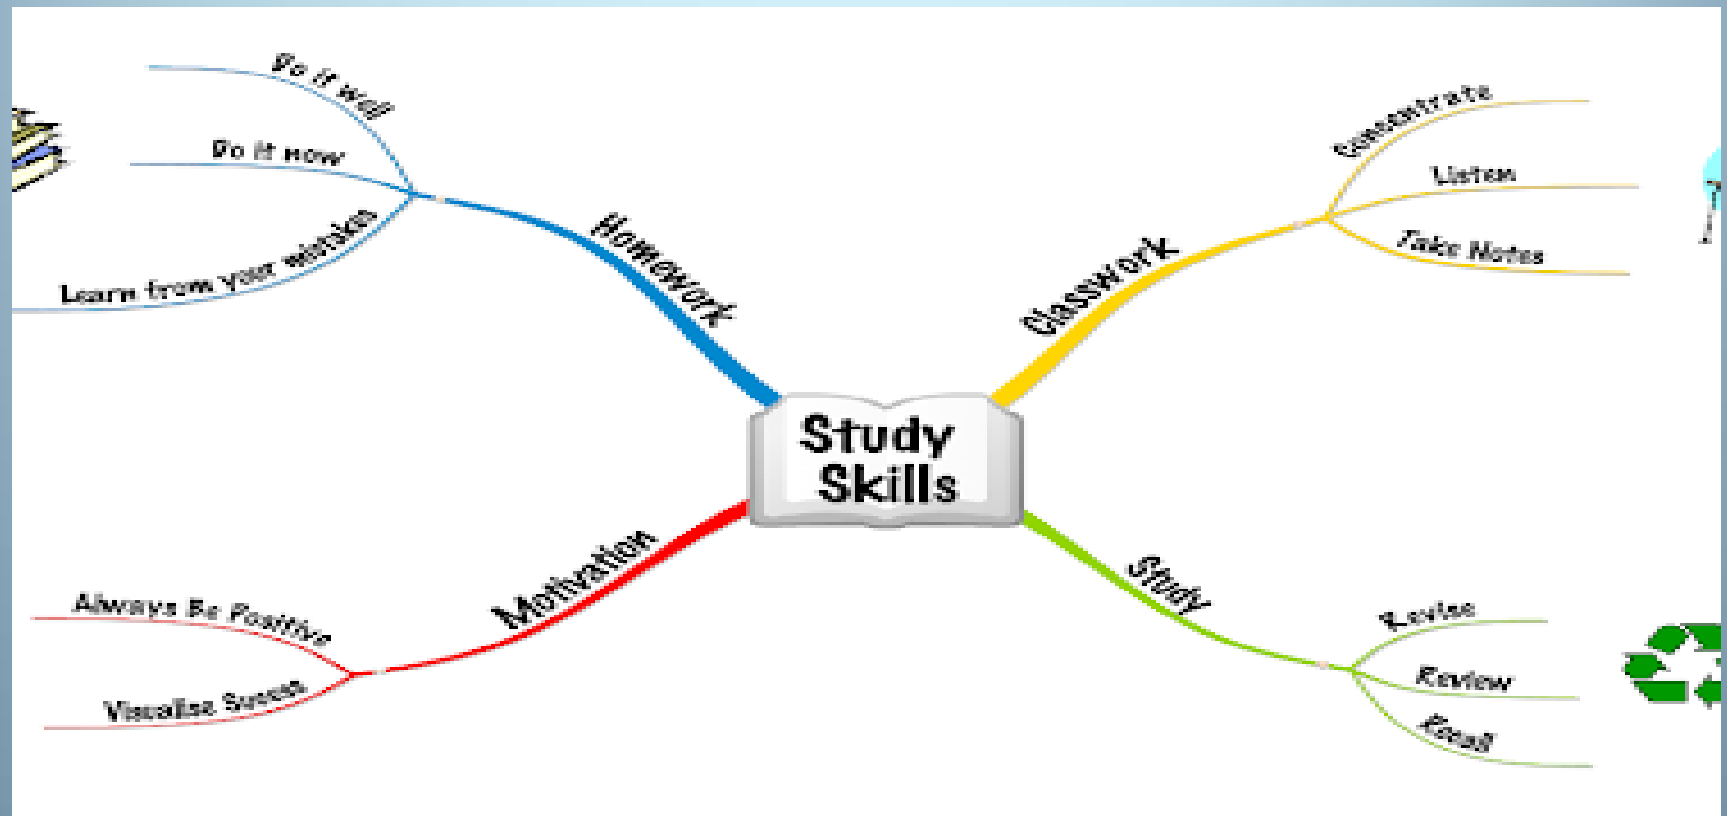 Study
Skills
Homework
Do it well
Do it now
Learn from your mistakes
Classwork
Concentrate
Listen
Take Notes
Motivation
Always Be Positive
Visualise Sucess
Study
Revise
Review
Recall